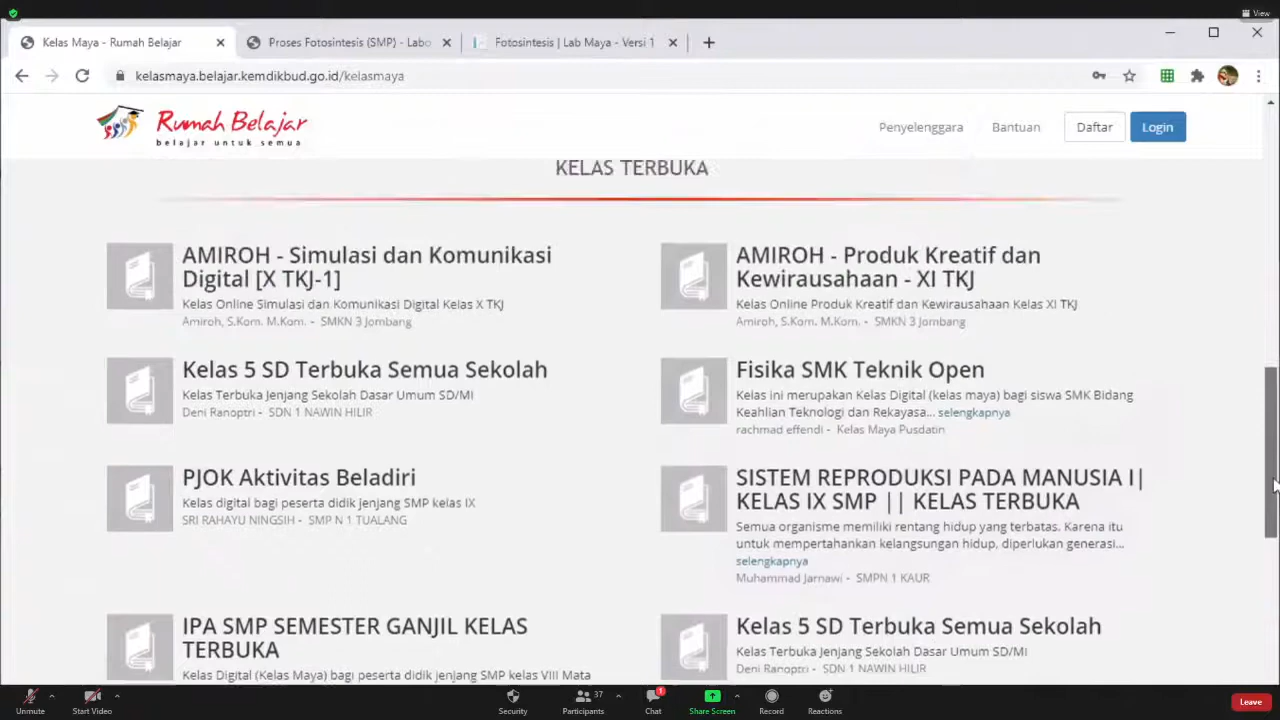 View
Kelas Maya - Rumah Belajar
Proses Fotosintesis (SMP) - Labo
Fotosintesis | Lab Maya - Versi 1
kelasmaya.belajar.kemdikbud.go.id/kelasmaya
Rumah Belajar
belajar untuk semua
Penyelenggara
Bantuan
Daftar
Login
KELAS TERBUKA
AMIROH - Simulasi dan Komunikasi
Digital [X TKJ-1]
Kelas Online Simulasi dan Komunikasi Digital Kelas X TKJ
Amiroh, S.Kom. M.Kom. - SMKN 3 Jombang
AMIROH - Produk Kreatif dan
Kewirausahaan - XI TKJ
Kelas Online Produk Kreatif dan Kewirausahaan Kelas XI TKJ
Amiroh, S.Kom. M.Kom. - SMKN 3 Jombang
Kelas 5 SD Terbuka Semua Sekolah
Kelas Terbuka Jenjang Sekolah Dasar Umum SD/MI
Deni Ranoptri - SDN 1 NAWIN HILIR
Fisika SMK Teknik Open
Kelas ini merupakan Kelas Digital (kelas maya) bagi siswa SMK Bidang
Keahlian Teknologi dan Rekayasa... selengkapnya
rachmad effendi - Kelas Maya Pusdatin
PJOK Aktivitas Beladiri
Kelas digital bagi peserta didik jenjang SMP kelas IX
SRI RAHAYU NINGSIH - SMP N 1 TUALANG
SISTEM REPRODUKSI PADA MANUSIA I|
KELAS IX SMP || KELAS TERBUKA
Semua organisme memiliki rentang hidup yang terbatas. Karena itu
untuk mempertahankan kelangsungan hidup, diperlukan generasi...
selengkapnya
Muhammad Jarnawi - SMPN 1 KAUR
IPA SMP SEMESTER GANJIL KELAS
TERBUKA
Kelas Digital (Kelas Maya) bagi peserta didik jenjang SMP kelas VIII Mata
Kelas 5 SD Terbuka Semua Sekolah
Kelas Terbuka Jenjang Sekolah Dasar Umum SD/MI
Deni Ranoptri - SDN 1 NAWIN HILIR
Unmute
Start Video
Security
Participants 37
Chat 1
Share Screen
Record
Reactions
Leave